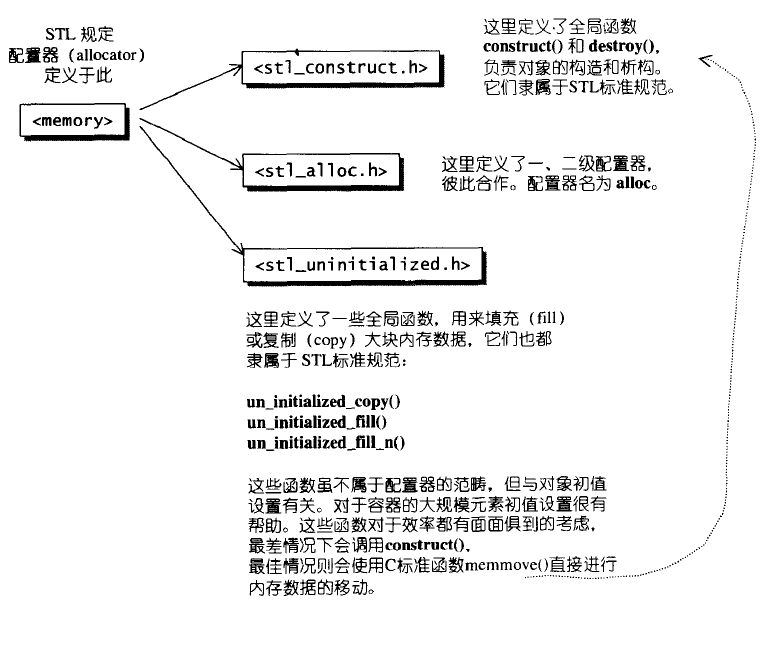 STL 规定
配置器（allocator）
定义于此
<memory>
<stl_construct.h>
这里定义了全局函数
construct() 和 destroy(),
负责对象的构造和析构。
它们隶属于STL标准规范。
<stl_alloc.h>
这里定义了一、二级配置器，
彼此合作。配置器名为 alloc。
<stl_uninitialized.h>
这里定义了一些全局函数，用来填充（fill）
或复制（copy）大块内存数据，它们也都
隶属于 STL标准规范：
un_initialized_copy()
un_initialized_fill()
un_initialized_fill_n()
这些函数虽不属于配置器的范畴，但与对象初值
设置有关。对于容器的大规模元素初值设置很有
帮助。这些函数对于效率都有面面俱到的考虑，
最差情况下会调用construct(),
最佳情况则会使用C标准函数memmove()直接进行
内存数据的移动。